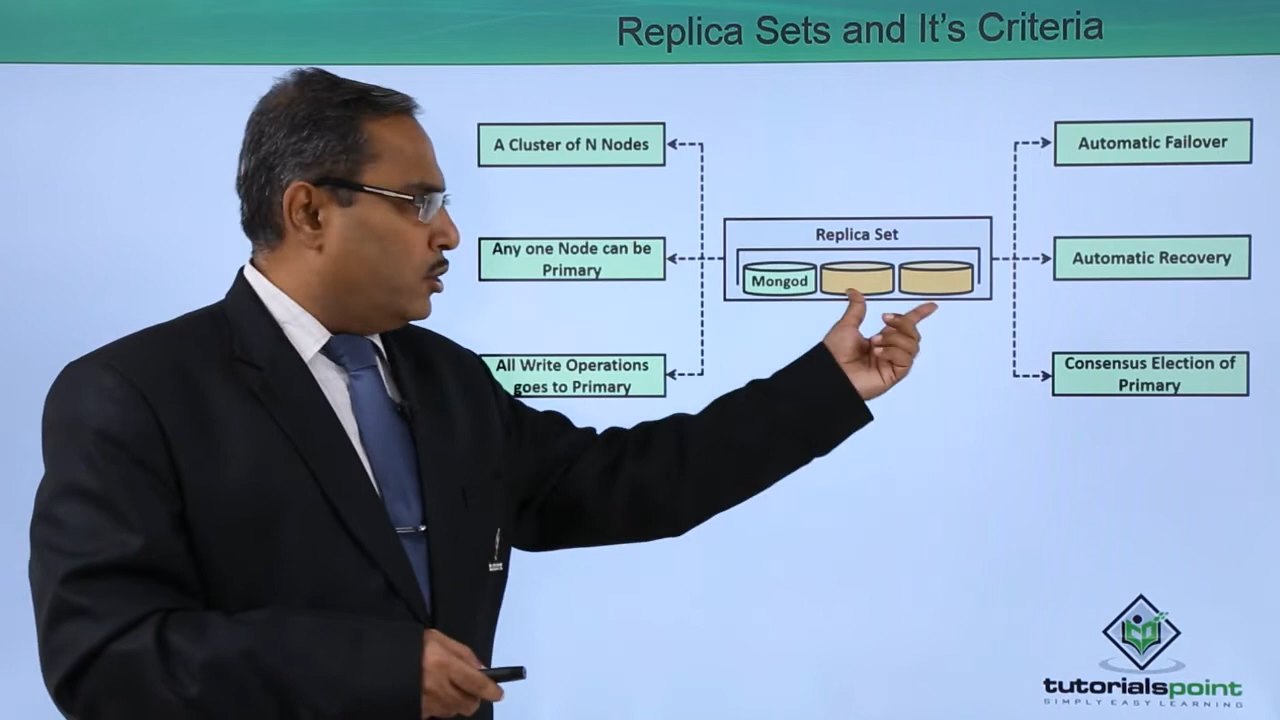 Replica Sets and It's Criteria
A Cluster of N Nodes
Any one Node can be
Primary
All Write Operations
goes to Primary
Replica Set
Mongod
Automatic Failover
Automatic Recovery
Consensus Election of
Primary
tutorialspoint
SIMPLY EASY LEARNING